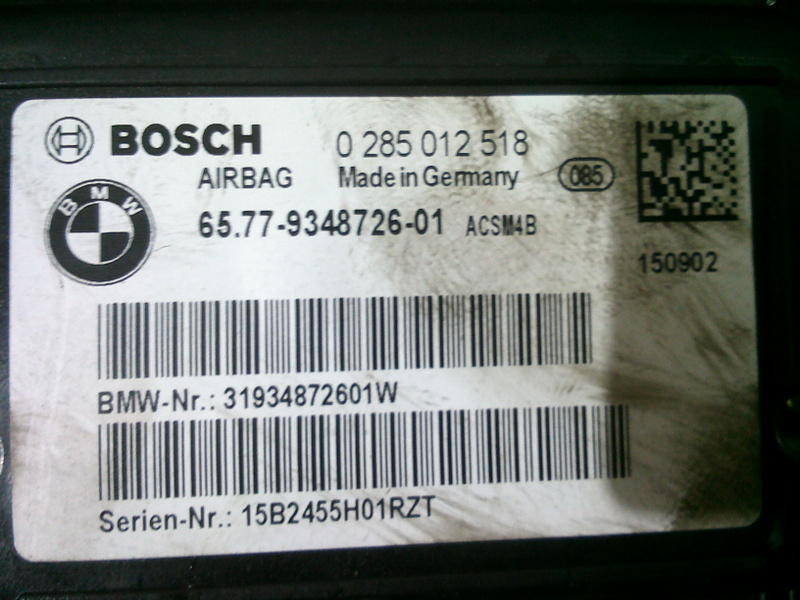 BOSCH 0 285 012 518
AIRBAG Made in Germany 085
BMW
65.77-9348726-01 ACSM4B
150902
BMW-Nr.: 31934872601W
Serien-Nr.: 15B2455H01RZT